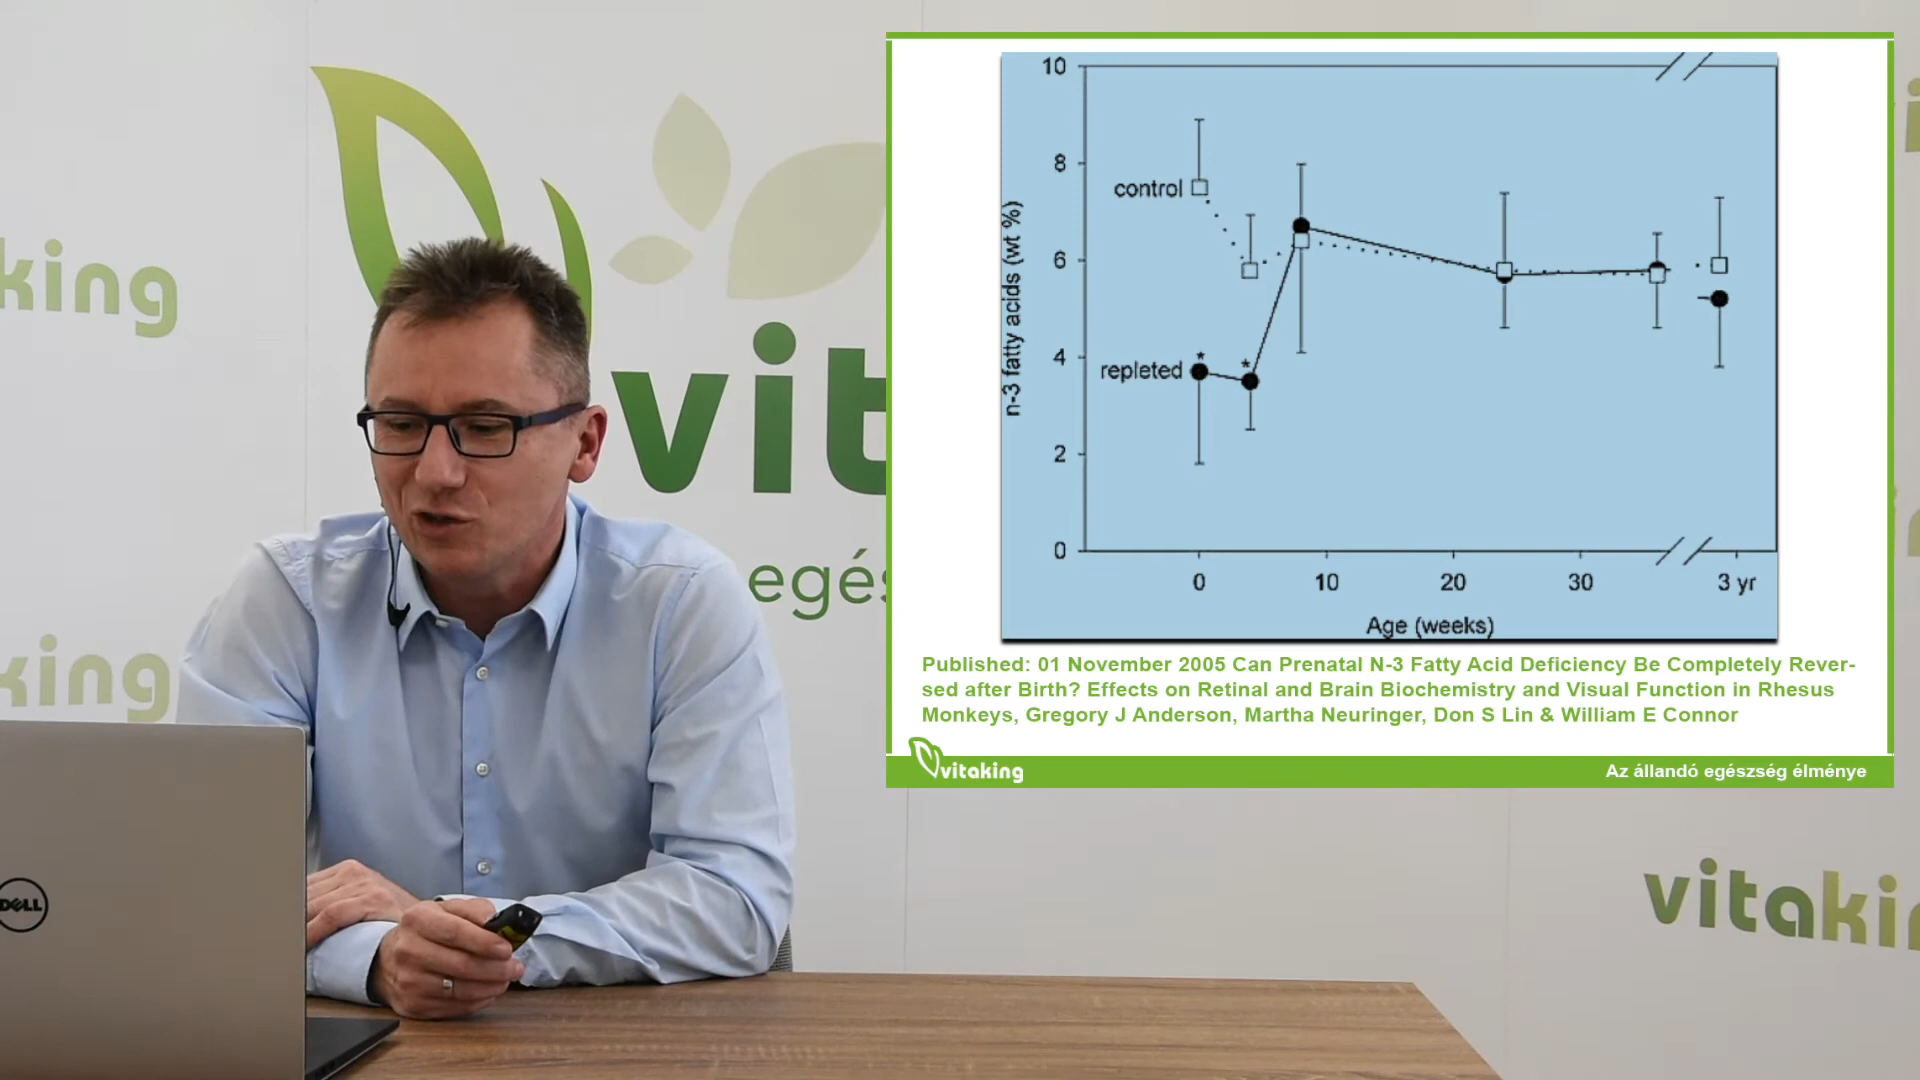 10
8
6
4
2
0
n-3 fatty acids (wt %)
control
repleted
*
*
0
10
20
30
3 yr
Age (weeks)
Published: 01 November 2005 Can Prenatal N-3 Fatty Acid Deficiency Be Completely Rever-
sed after Birth? Effects on Retinal and Brain Biochemistry and Visual Function in Rhesus
Monkeys, Gregory J Anderson, Martha Neuringer, Don S Lin & William E Connor
vitaking
Az állandó egészség élménye
king
vit
egés
king
vitaki
DELL